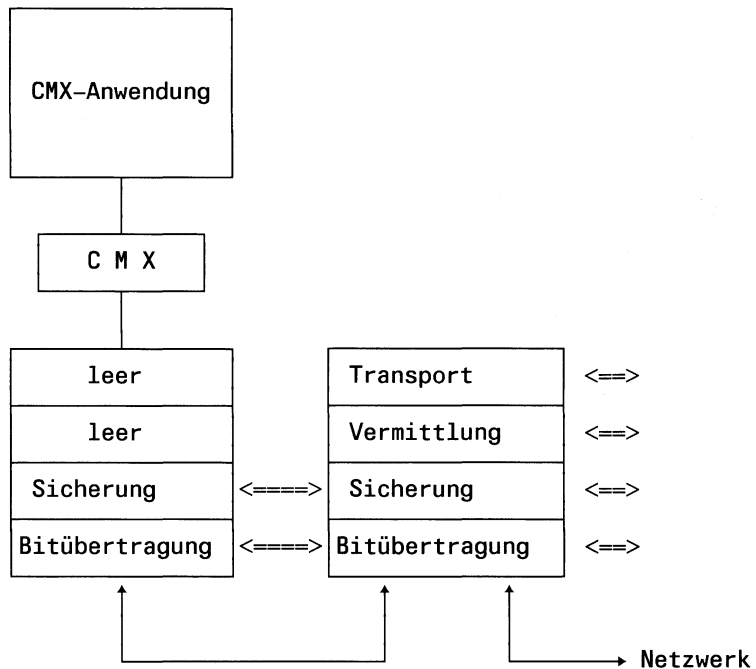 CMX–Anwendung
C M X
leer Transport <==>
leer Vermittlung <==>
Sicherung <====> Sicherung <==>
Bitübertragung <====> Bitübertragung <==>
Netzwerk